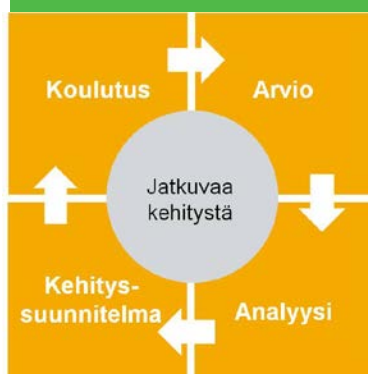 Koulutus
Arvio
Jatkuvaa
kehitystä
Kehitys-
suunnitelma
Analyysi